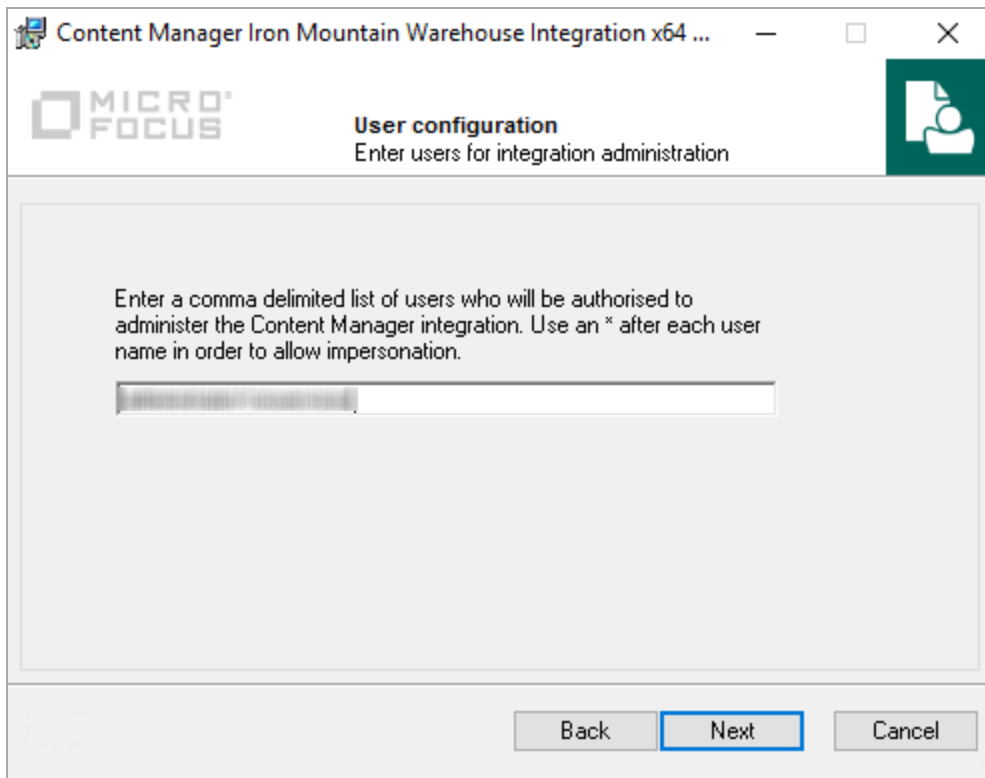 Content Manager Iron Mountain Warehouse Integration x64 ...
MICRO
FOCUS
User configuration
Enter users for integration administration
Enter a comma delimited list of users who will be authorised to
administer the Content Manager integration. Use an * after each user
name in order to allow impersonation.
Back Next Cancel